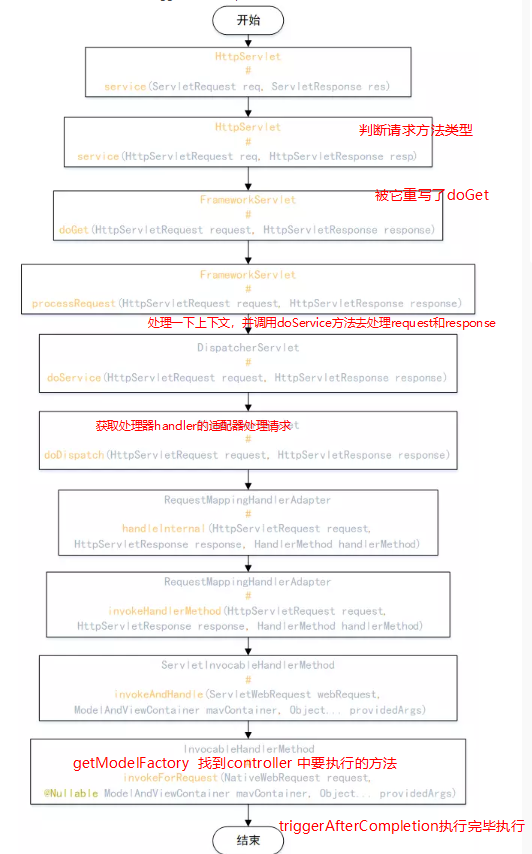 开始
HttpServlet
#
service(ServletRequest req, ServletResponse res)
HttpServlet
判断请求方法类型
#
service(HttpServletRequest req, HttpServletResponse resp)
被它重写了doGet
FrameworkServlet
#
doGet(HttpServletRequest request, HttpServletResponse response)
FrameworkServlet
#
processRequest(HttpServletRequest request, HttpServletResponse response)
处理一下上下文，并调用doService方法去处理request和response
DispatcherServlet
#
doService(HttpServletRequest request, HttpServletResponse response)
获取处理器handler的适配器处理请求
#
doDispatch(HttpServletRequest request, HttpServletResponse response)
RequestMappingHandlerAdapter
#
handleInternal(HttpServletRequest request,
HttpServletResponse response, HandlerMethod handlerMethod)
RequestMappingHandlerAdapter
#
invokeHandlerMethod(HttpServletRequest request,
HttpServletResponse response, HandlerMethod handlerMethod)
ServletInvocableHandlerMethod
#
invokeAndHandle(ServletWebRequest webRequest,
ModelAndViewContainer mavContainer, Object... providedArgs)
InvocableHandlerMethod
getModelFactory 找到controller 中要执行的方法
invokeForRequest(NativeWebRequest request,
@Nullable ModelAndViewContainer mavContainer, Object... providedArgs)
triggerAfterCompletion执行完毕执行
结束